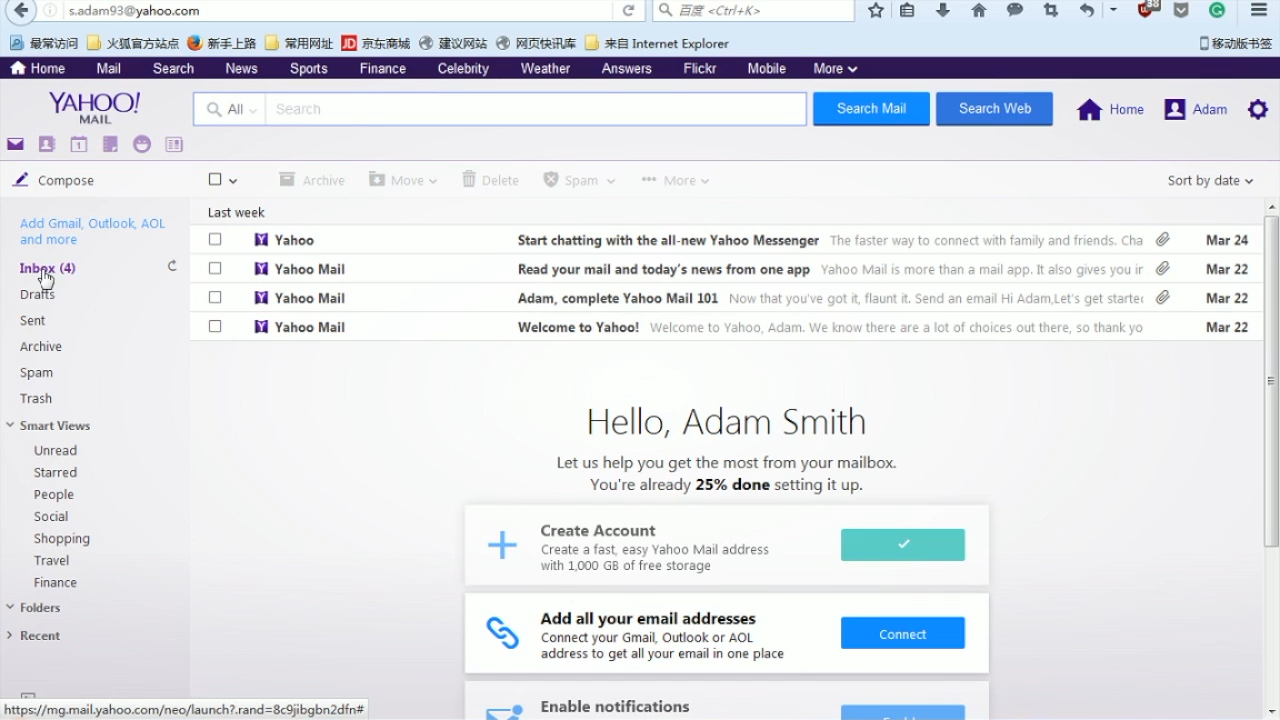 s.adam93@yahoo.com
百度 <Ctrl+K>
38
最常访问 火狐官方站点 新手上路 常用网址 JD 京东商城 建议网站 网页快讯库 来自 Internet Explorer 移动版书签
Home Mail Search News Sports Finance Celebrity Weather Answers Flickr Mobile More
YAHOO!
MAIL
All Search Search Mail Search Web Home Adam
1
Compose Archive Move Delete Spam More Sort by date
Add Gmail, Outlook, AOL
and more
Inbox (4)
Drafts
Sent
Archive
Spam
Trash
Smart Views
Unread
Starred
People
Social
Shopping
Travel
Finance
Folders
Recent
Last week
Yahoo Start chatting with the all-new Yahoo Messenger The faster way to connect with family and friends. Cha Mar 24
Yahoo Mail Read your mail and today's news from one app Yahoo Mail is more than a mail app. It also gives you ir Mar 22
Yahoo Mail Adam, complete Yahoo Mail 101 Now that you've got it, flaunt it. Send an email Hi Adam,Let's get starte Mar 22
Yahoo Mail Welcome to Yahoo! Welcome to Yahoo, Adam. We know there are a lot of choices out there, so thank yo Mar 22
Hello, Adam Smith
Let us help you get the most from your mailbox.
You're already 25% done setting it up.
Create Account
Create a fast, easy Yahoo Mail address
with 1,000 GB of free storage
Add all your email addresses
Connect your Gmail, Outlook or AOL
address to get all your email in one place
Connect
Enable notifications
https://mg.mail.yahoo.com/neo/launch?.rand=8c9jibgbn2dfn#